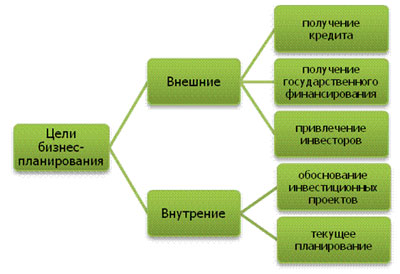 Цели
бизнес-
планирования
Внешние
получение
кредита
получение
государственного
финансирования
привлечение
инвесторов
Внутрение
обоснование
инвестиционных
проектов
текущее
планирование